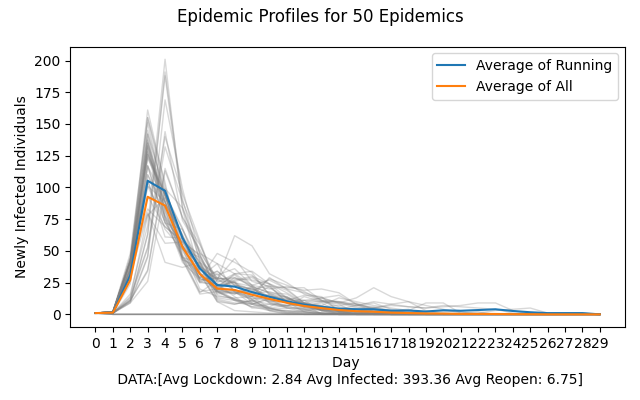 Epidemic Profiles for 50 Epidemics
Average of Running
Average of All
Newly Infected Individuals
200
175
150
125
100
75
50
25
0
0 1 2 3 4 5 6 7 8 9 10 11 12 13 14 15 16 17 18 19 20 21 22 23 24 25 26 27 28 29
Day
DATA:[Avg Lockdown: 2.84 Avg Infected: 393.36 Avg Reopen: 6.75]